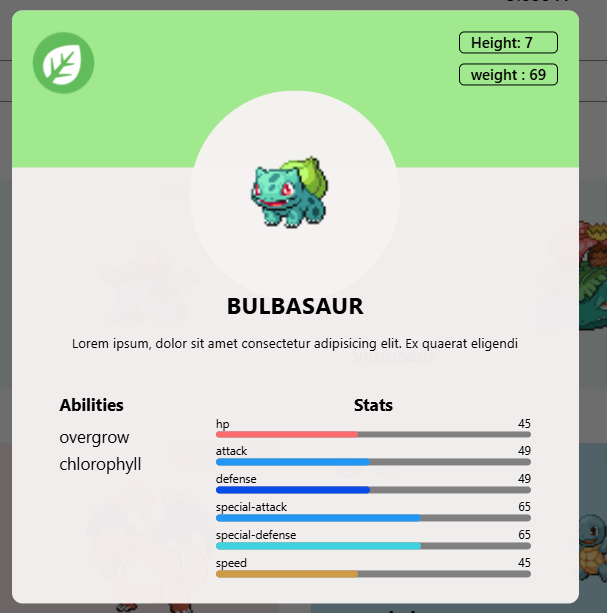 Height: 7
weight : 69
BULBASAUR
Lorem ipsum, dolor sit amet consectetur adipisicing elit. Ex quaerat eligendi
venusaur
Abilities
overgrow
chlorophyll
Stats
hp 45
attack 49
defense 49
special-attack 65
special-defense 65
speed 45